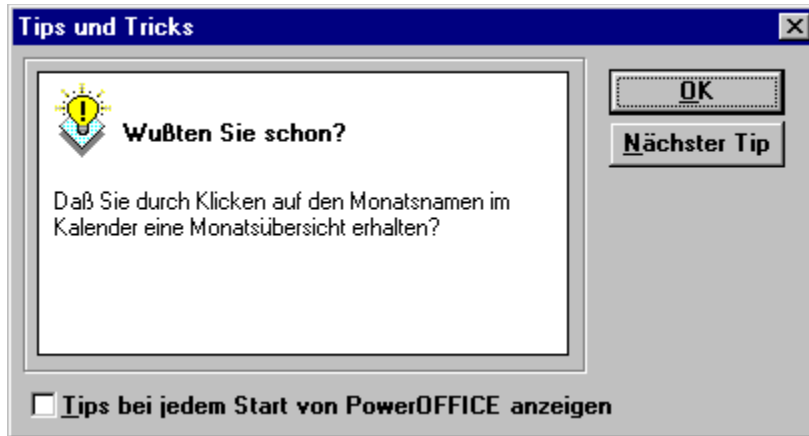 Tips und Tricks
Wußten Sie schon?
Daß Sie durch Klicken auf den Monatsnamen im
Kalender eine Monatsübersicht erhalten?
OK
Nächster Tip
Tips bei jedem Start von PowerOFFICE anzeigen